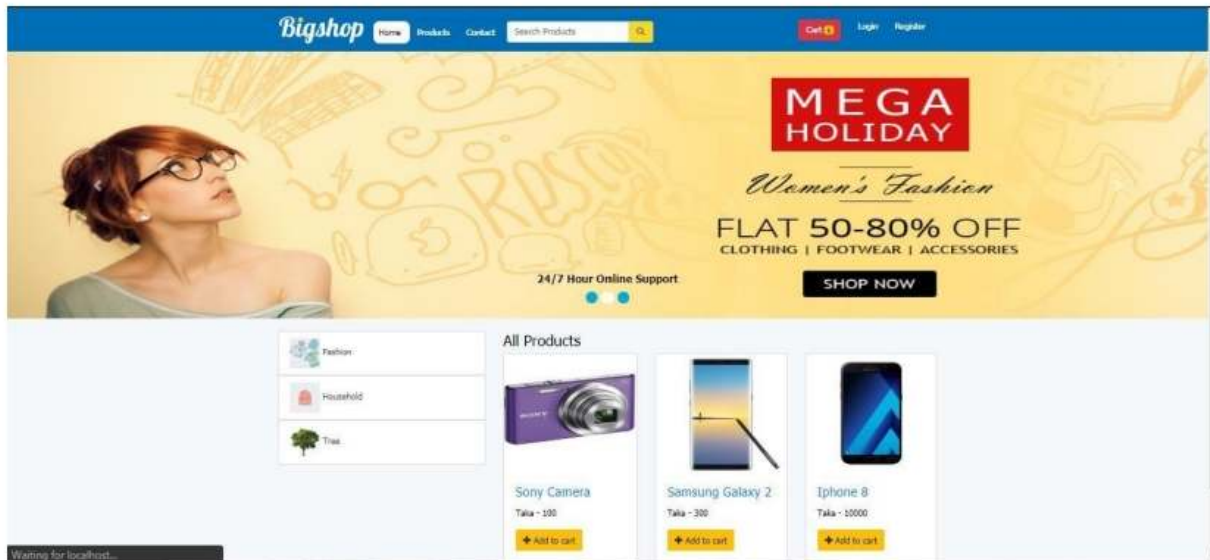 Bigshop Home Products Contact Search Products Cart Login Register
MEGA
HOLIDAY
Women's Fashion
FLAT 50-80% OFF
CLOTHING | FOOTWEAR | ACCESSORIES
24/7 Hour Online Support
SHOP NOW
All Products
Fashion
Household
Tree
SONY
Sony Camera Samsung Galaxy 2 Iphone 8
Taka - 100 Taka - 300 Taka - 10000
+ Add to cart + Add to cart + Add to cart
Waiting for localhost...